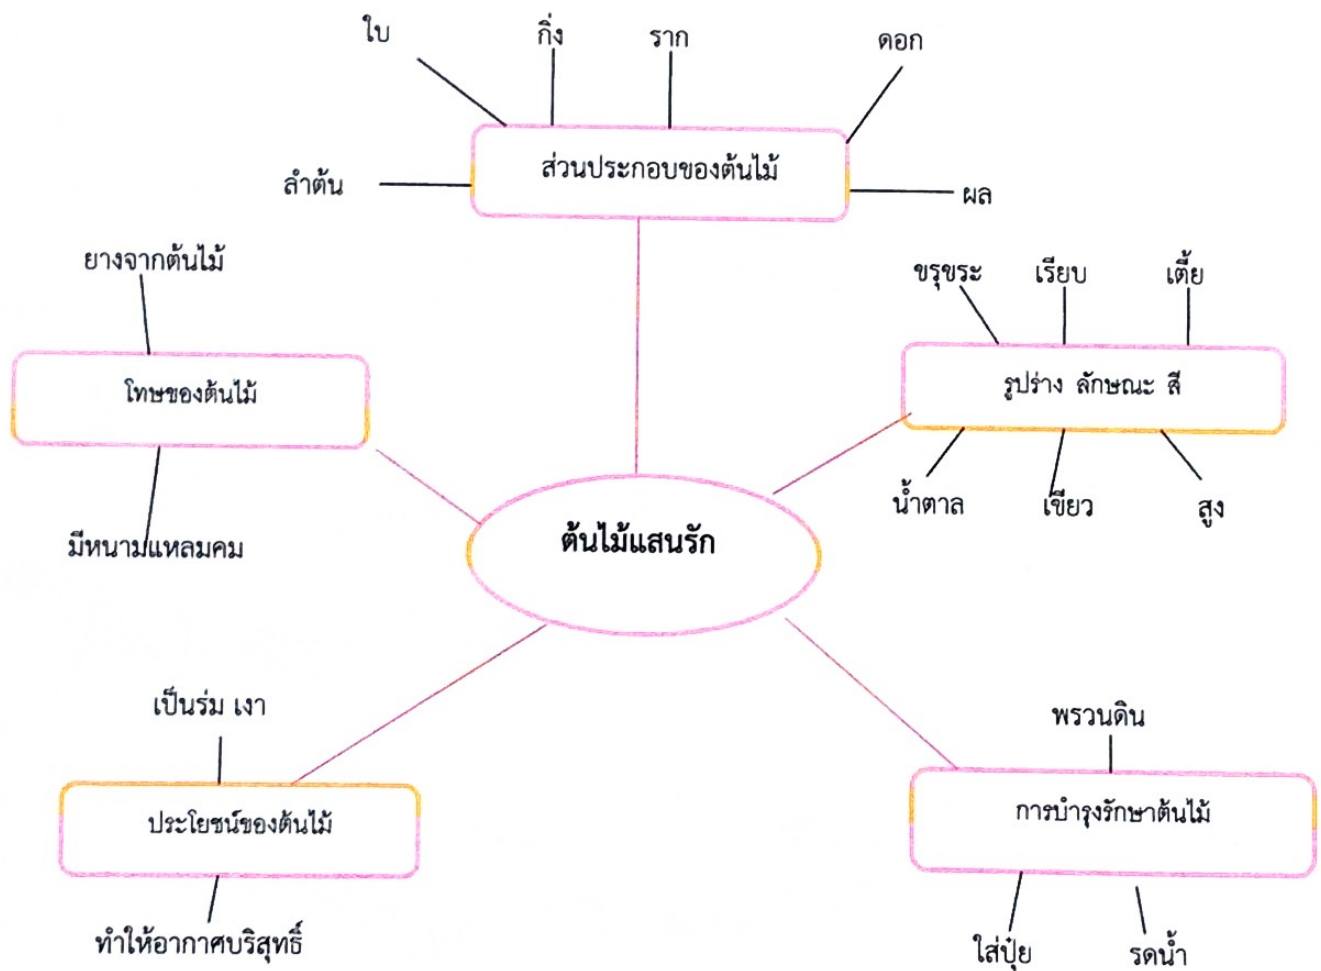 ใบ
กิ่ง
ราก
ดอก
ส่วนประกอบของต้นไม้
ลำต้น
ผล
ยางจากต้นไม้
โทษของต้นไม้
มีหนามแหลมคม
ขรุขระ
เรียบ
เตี้ย
รูปร่าง ลักษณะ สี
น้ำตาล
เขียว
สูง
ต้นไม้แสนรัก
เป็นร่ม เงา
ประโยชน์ของต้นไม้
ทำให้อากาศบริสุทธิ์
พรวนดิน
การบำรุงรักษาต้นไม้
ใส่ปุ๋ย
รดน้ำ